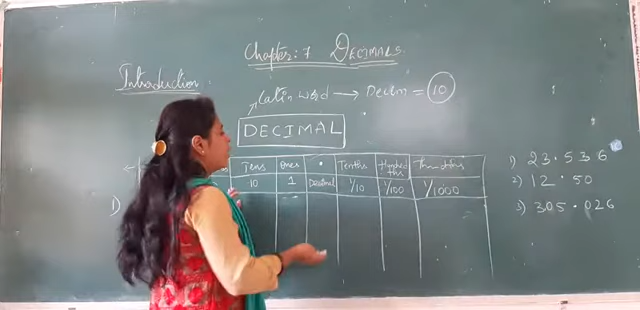 Chapter: 7 DECIMALS
Introduction
Latin word → Decem = 10
DECIMAL
Tens Ones • Tenths Hundredths Thousandths
10 1 Decimal 1/10 1/100 1/1000
1)
1) 23.536
2) 12.50
3) 305.026